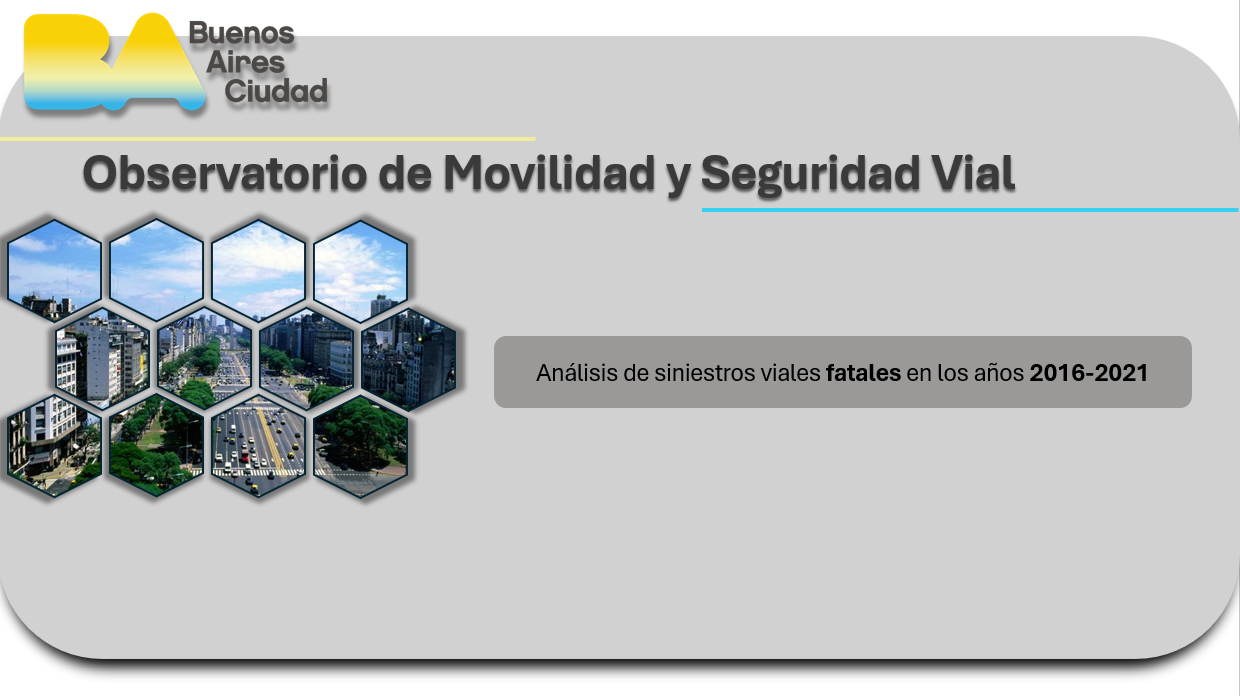 BA
Buenos
Aires
Ciudad
Observatorio de Movilidad y Seguridad Vial
Análisis de siniestros viales fatales en los años 2016-2021